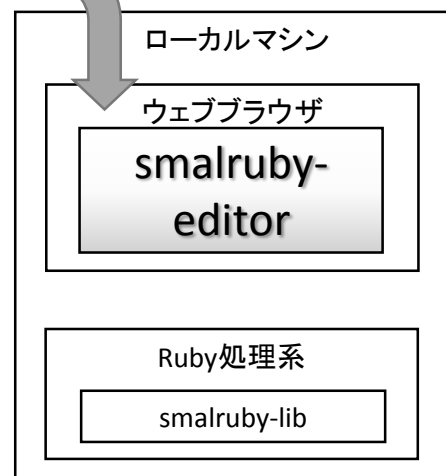 ローカルマシン
ウェブブラウザ
smalruby-
editor
Ruby処理系
smalruby-lib